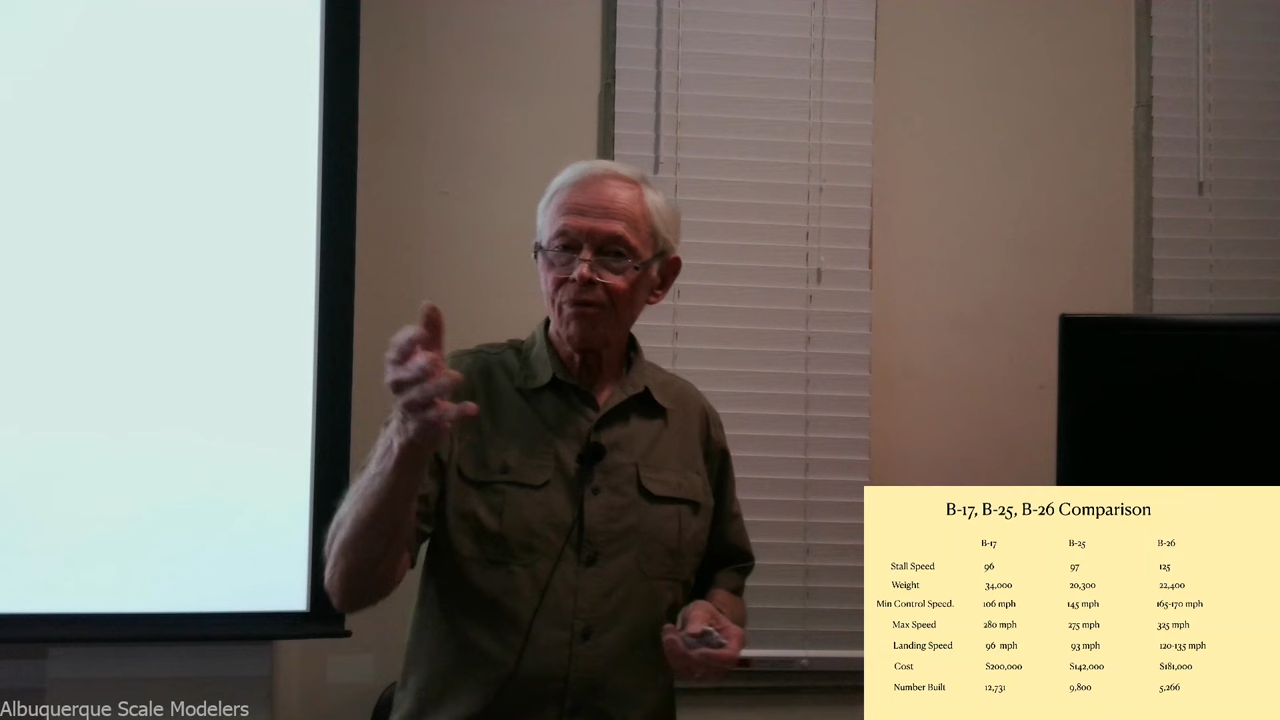 B-17, B-25, B-26 Comparison
B-17 B-25 B-26
Stall Speed 96 97 125
Weight 34,000 20,300 22,400
Min Control Speed. 106 mph 145 mph 165-170 mph
Max Speed 280 mph 275 mph 325 mph
Landing Speed 96 mph 93 mph 120-135 mph
Cost $200,000 $142,000 $181,000
Number Built 12,731 9,800 5,266
Albuquerque Scale Modelers